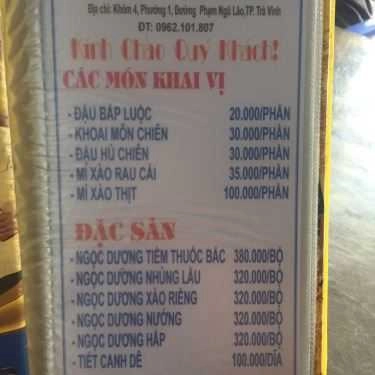 Địa chỉ: Khóm 4, Phường 1, Đường Phạm Ngũ Lão,TP. Trà Vinh
ĐT: 0962.101.807
Kính Chào Quý Khách!
CÁC MÓN KHAI VỊ
- ĐẬU BẮP LUỘC 20.000/PHẦN
- KHOAI MÔN CHIÊN 30.000/PHẦN
- ĐẬU HỦ CHIÊN 30.000/PHẦN
- MÌ XÀO RAU CẢI 35.000/PHẦN
- MÌ XÀO THỊT 100.000/PHẦN
ĐẶC SẢN
- NGỌC DƯƠNG TIỀM THUỐC BẮC 380.000/BỘ
- NGỌC DƯƠNG NHÚNG LẨU 320.000/BỘ
- NGỌC DƯƠNG XÀO RIÊNG 320.000/BỘ
- NGỌC DƯƠNG NƯỚNG 320.000/BỘ
- NGỌC DƯƠNG HẤP 320.000/BỘ
- TIẾT CANH DÊ 100.000/DĨA